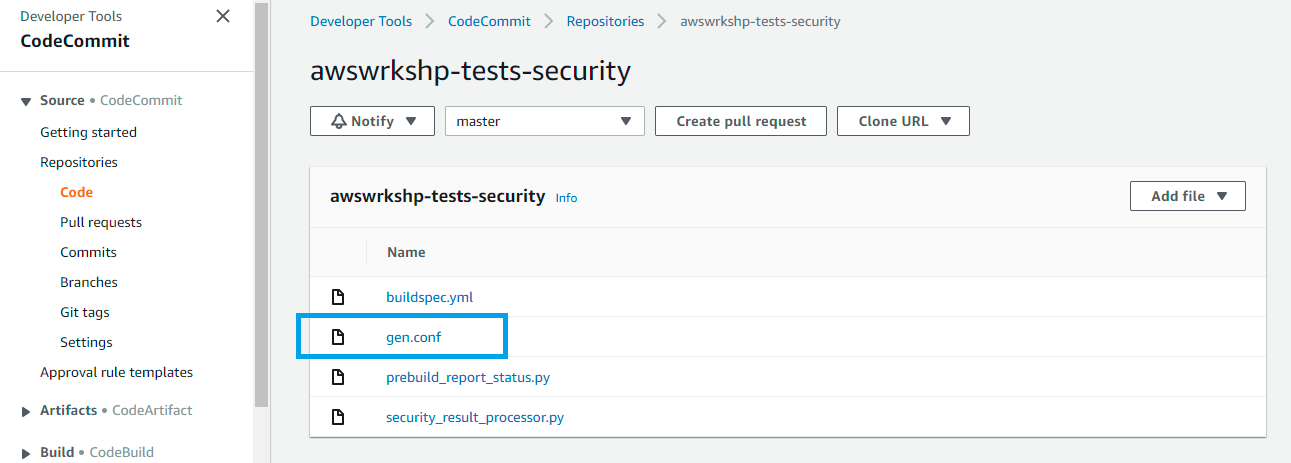 Developer Tools
CodeCommit
Source • CodeCommit
Getting started
Repositories
Code
Pull requests
Commits
Branches
Git tags
Settings
Approval rule templates
Artifacts • CodeArtifact
Build • CodeBuild
Developer Tools > CodeCommit > Repositories > awswrkshp-tests-security
awswrkshp-tests-security
Notify master Create pull request Clone URL
awswrkshp-tests-security Info Add file
Name
buildspec.yml
gen.conf
prebuild_report_status.py
security_result_processor.py